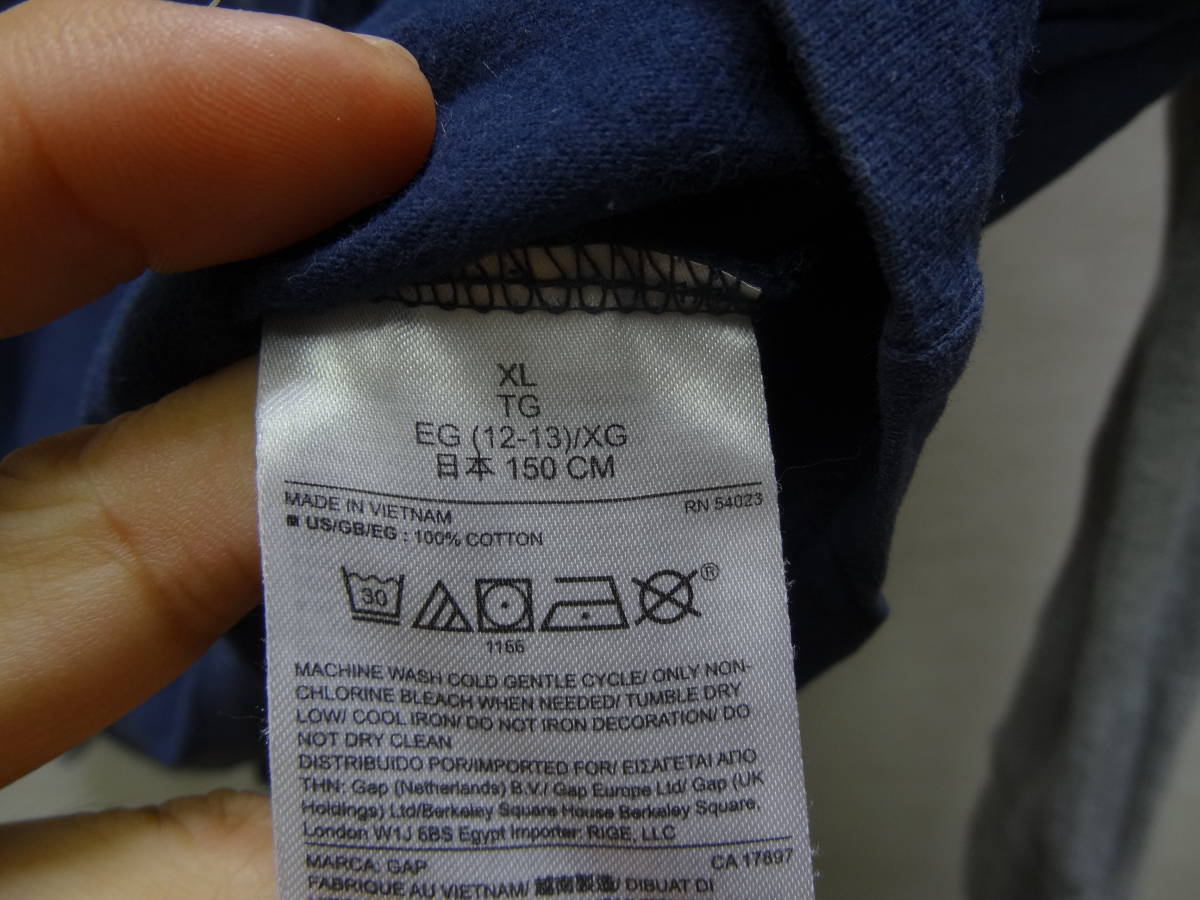 XL
TG
EG (12-13)/XG
日本 150 CM
MADE IN VIETNAM
RN 54023
US/GB/EG : 100% COTTON
30
®
1166
MACHINE WASH COLD GENTLE CYCLE/ ONLY NON-
CHLORINE BLEACH WHEN NEEDED/ TUMBLE DRY
LOW/ COOL IRON/ DO NOT IRON DECORATION/ DO
NOT DRY CLEAN
DISTRIBUIDO POR/IMPORTED FOR/ ΕΙΣΑΓΕΤΑΙ ΑΠΟ
ΤΗΝ: Gap (Netherlands) B.V./ Gap Europe Ltd/ Gap (UK
Holdings) Ltd/Berkeley Square House Berkeley Square,
London W1J 6BS Egypt Importer: RIGE, LLC
MARCA: GAP
CA 17897
FABRIQUE AU VIETNAM/ 越南製造/ DIBUAT DI